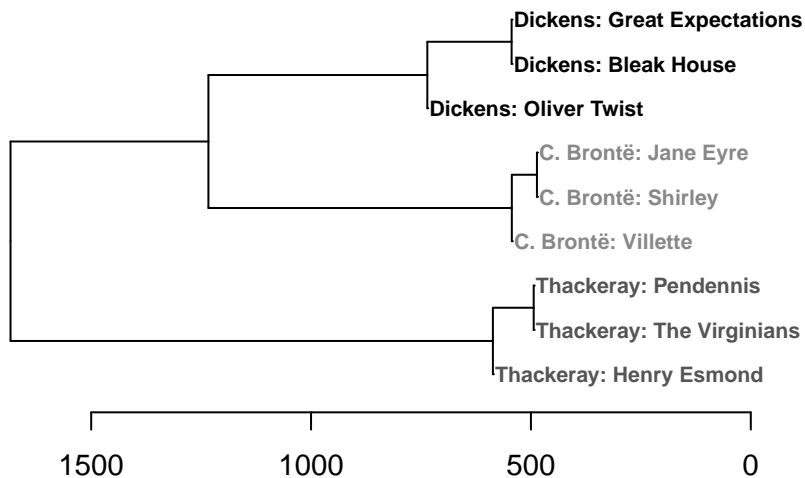 Dickens: Great Expectations
Dickens: Bleak House
Dickens: Oliver Twist
C. Brontë: Jane Eyre
C. Brontë: Shirley
C. Brontë: Villette
Thackeray: Pendennis
Thackeray: The Virginians
Thackeray: Henry Esmond
1500 1000 500 0